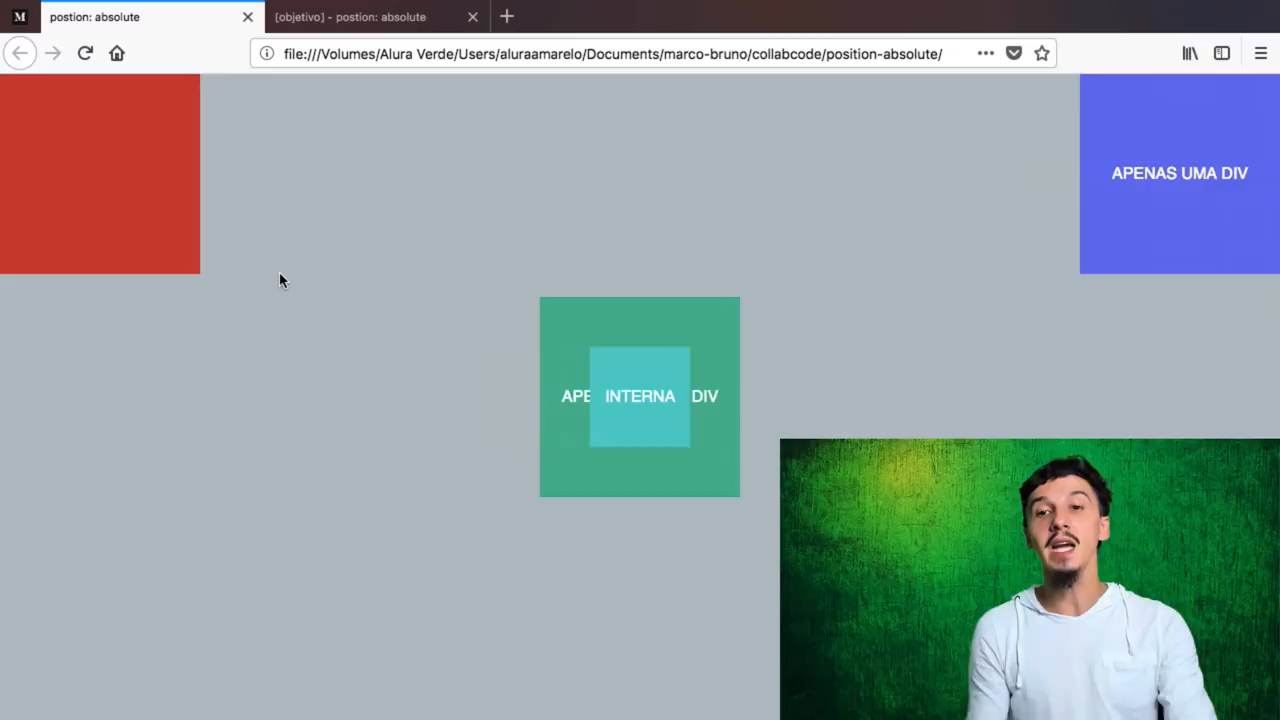 M
postion: absolute
[objetivo] - postion: absolute
file:///Volumes/Alura Verde/Users/aluraamarelo/Documents/marco-bruno/collabcode/position-absolute/
APENAS UMA DIV
APE INTERNA DIV